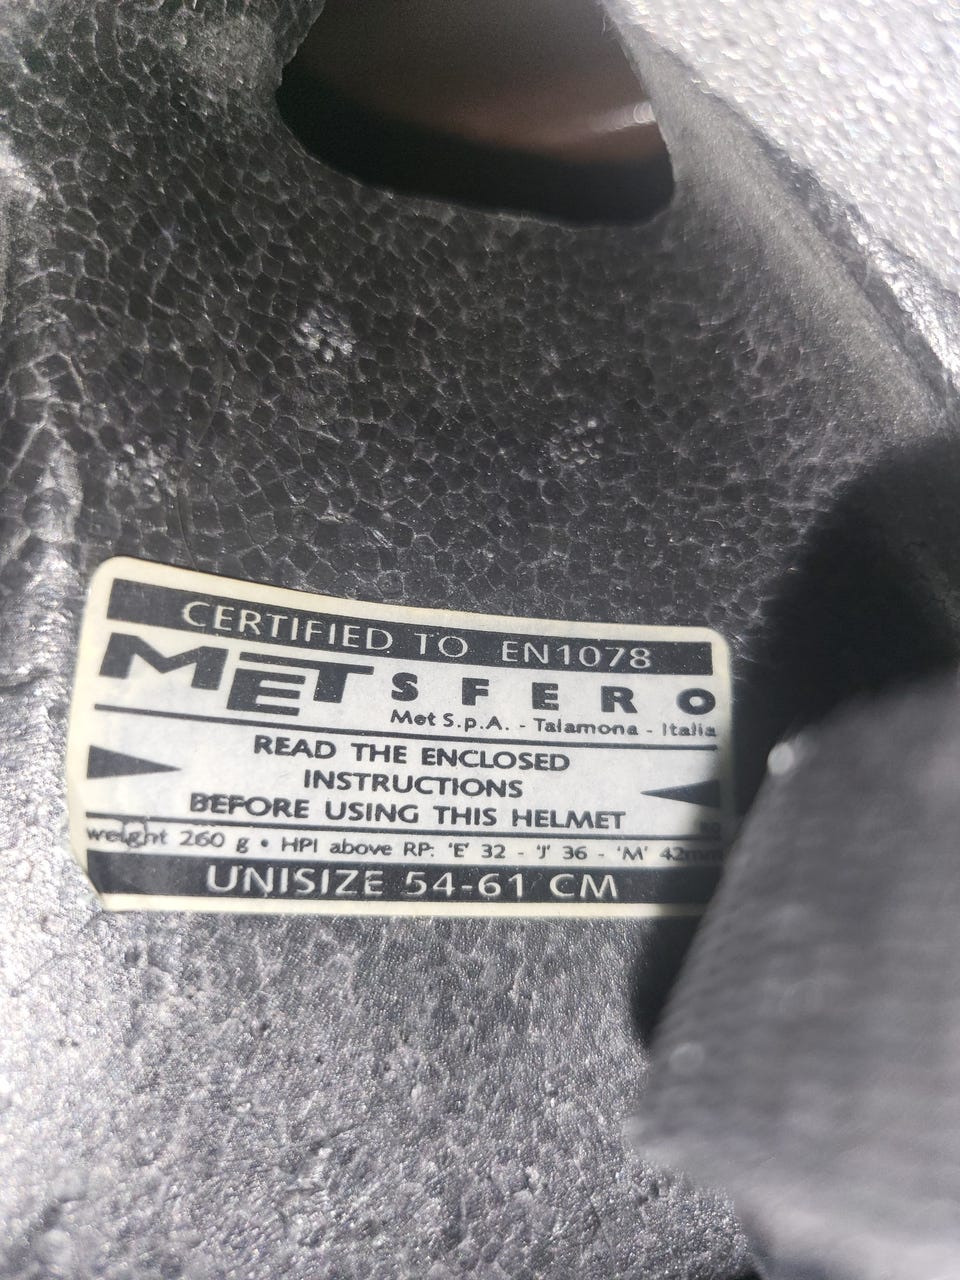 CERTIFIED TO EN1078
MET SFERO
Met S.p.A. - Talamona - Italia
READ THE ENCLOSED
INSTRUCTIONS
BEFORE USING THIS HELMET
weight 260 g • HPI above RP: 'E' 32 - 'J' 36 - 'M' 42mm
UNISIZE 54-61 CM